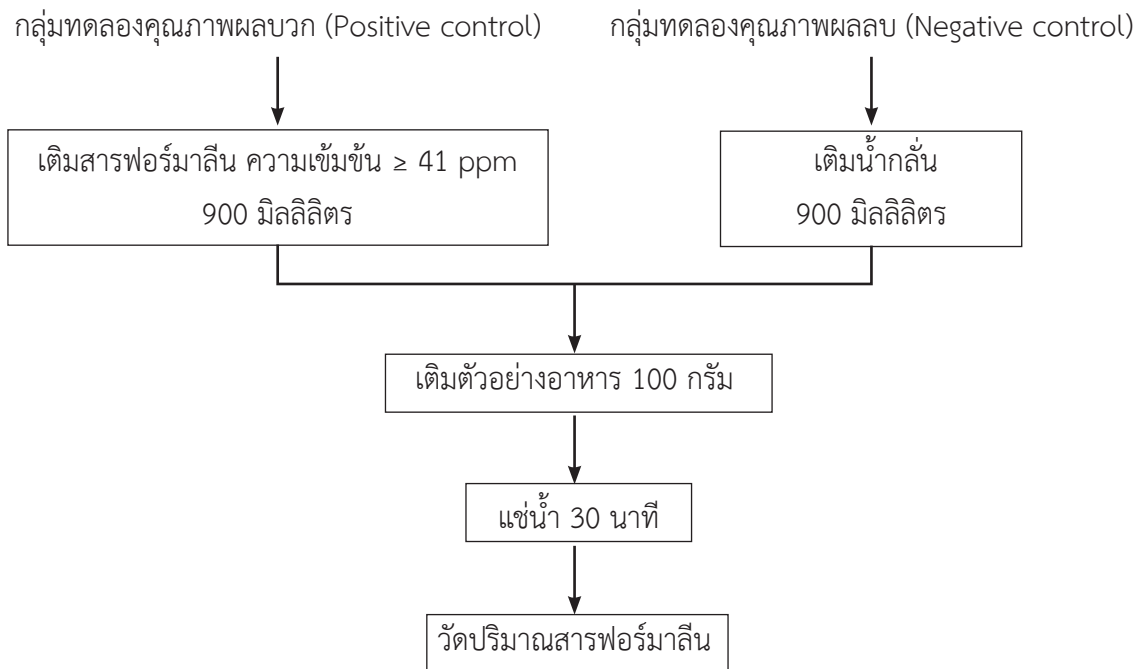 กลุ่มทดลองคุณภาพผลบวก (Positive control)
กลุ่มทดลองคุณภาพผลลบ (Negative control)
เติมสารฟอร์มาลีน ความเข้มข้น ≥ 41 ppm
900 มิลลิลิตร
เติมน้ำกลั่น
900 มิลลิลิตร
เติมตัวอย่างอาหาร 100 กรัม
แช่น้ำ 30 นาที
วัดปริมาณสารฟอร์มาลีน